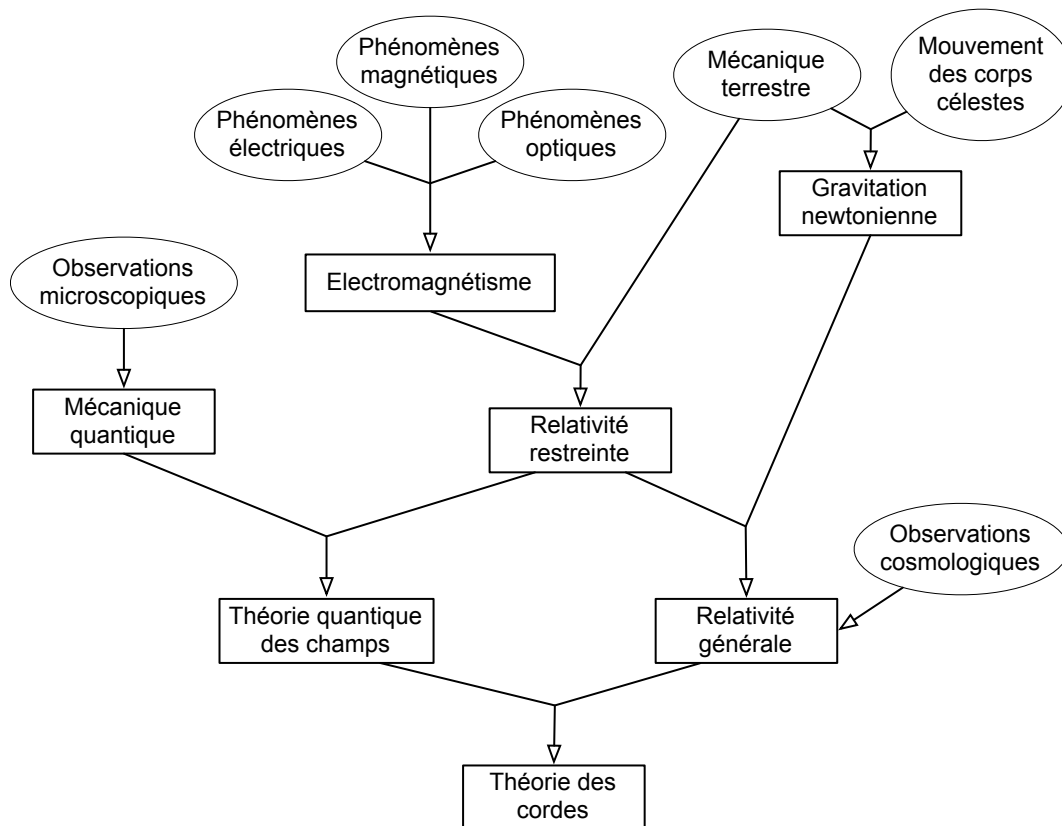 Phénomènes
magnétiques
Mécanique
terrestre
Mouvement
des corps
célestes
Phénomènes
électriques
Phénomènes
optiques
Gravitation
newtonienne
Observations
microscopiques
Electromagnétisme
Mécanique
quantique
Relativité
restreinte
Observations
cosmologiques
Théorie quantique
des champs
Relativité
générale
Théorie des
cordes